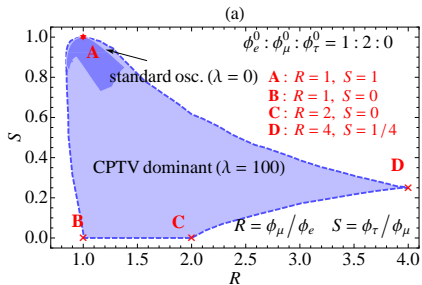 (a)
ϕ_e^0 : ϕ_μ^0 : ϕ_τ^0 = 1 : 2 : 0
A
standard osc. (λ = 0)
A : R = 1, S = 1
B : R = 1, S = 0
C : R = 2, S = 0
D : R = 4, S = 1/4
CPTV dominant (λ = 100)
D
B
C
R = ϕ_μ/ϕ_e S = ϕ_τ/ϕ_μ
S
1.0
0.8
0.6
0.4
0.2
0.0
1.0 1.5 2.0 2.5 3.0 3.5 4.0
R